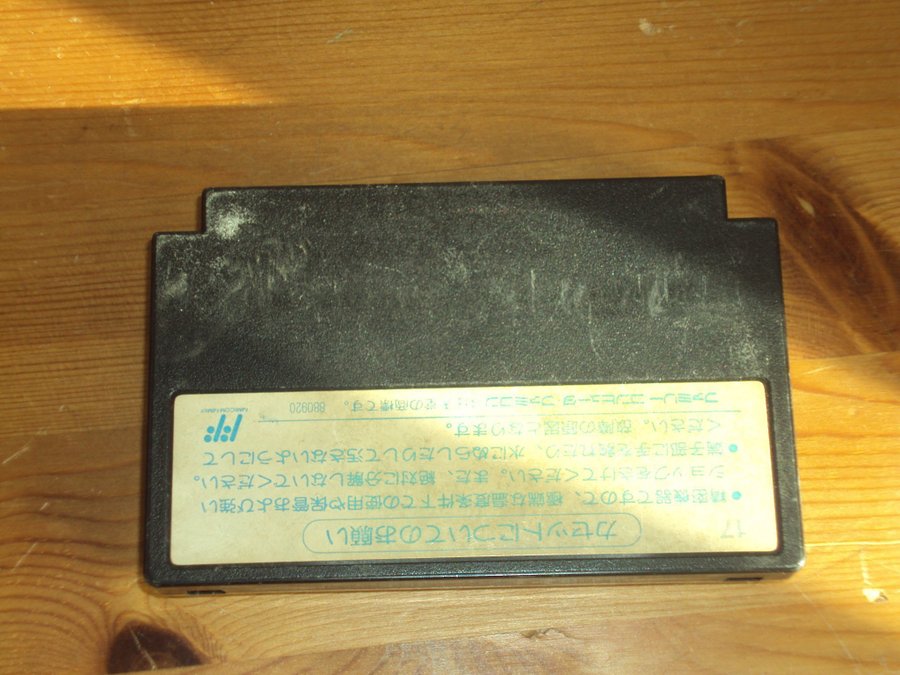 17
カセットについてのお願い
●精密機器ですので、極端な温度条件下での使用や保管および強い
ショックをさけてください。また、絶対に分解しないでください。
●端子部に手を触れたり、水にぬらしたりして汚さないようにして
ください。故障の原因となります。
ファミリーコンピュータ ファミコン の商標です。 880920
FAMICOM FAMILY